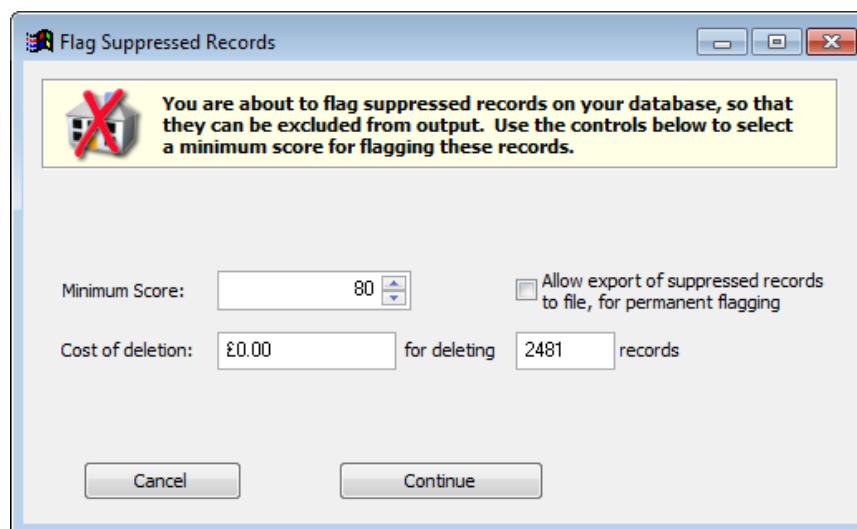 Flag Suppressed Records
You are about to flag suppressed records on your database, so that
they can be excluded from output.  Use the controls below to select
a minimum score for flagging these records.
Minimum Score: 80 Allow export of suppressed records
to file, for permanent flagging
Cost of deletion: £0.00 for deleting 2481 records
Cancel Continue